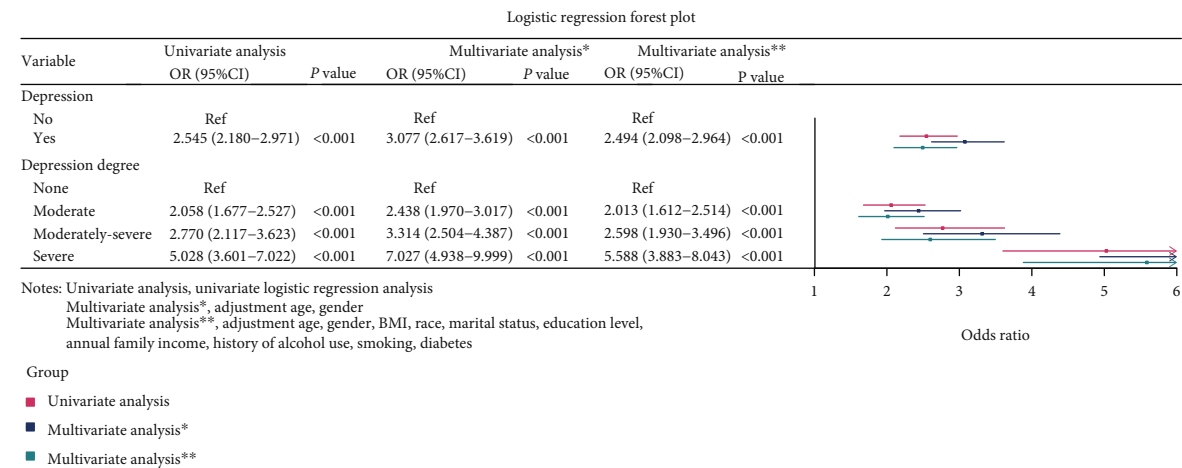 Logistic regression forest plot
Variable Univariate analysis Multivariate analysis* Multivariate analysis**
OR (95%CI) P value OR (95%CI) P value OR (95%CI) P value
Depression
No Ref Ref Ref
Yes 2.545 (2.180–2.971) <0.001 3.077 (2.617–3.619) <0.001 2.494 (2.098–2.964) <0.001
Depression degree
None Ref Ref Ref
Moderate 2.058 (1.677–2.527) <0.001 2.438 (1.970–3.017) <0.001 2.013 (1.612–2.514) <0.001
Moderately-severe 2.770 (2.117–3.623) <0.001 3.314 (2.504–4.387) <0.001 2.598 (1.930–3.496) <0.001
Severe 5.028 (3.601–7.022) <0.001 7.027 (4.938–9.999) <0.001 5.588 (3.883–8.043) <0.001
1 2 3 4 5 6
Odds ratio
Notes: Univariate analysis, univariate logistic regression analysis
Multivariate analysis*, adjustment age, gender
Multivariate analysis**, adjustment age, gender, BMI, race, marital status, education level,
annual family income, history of alcohol use, smoking, diabetes
Group
Univariate analysis
Multivariate analysis*
Multivariate analysis**